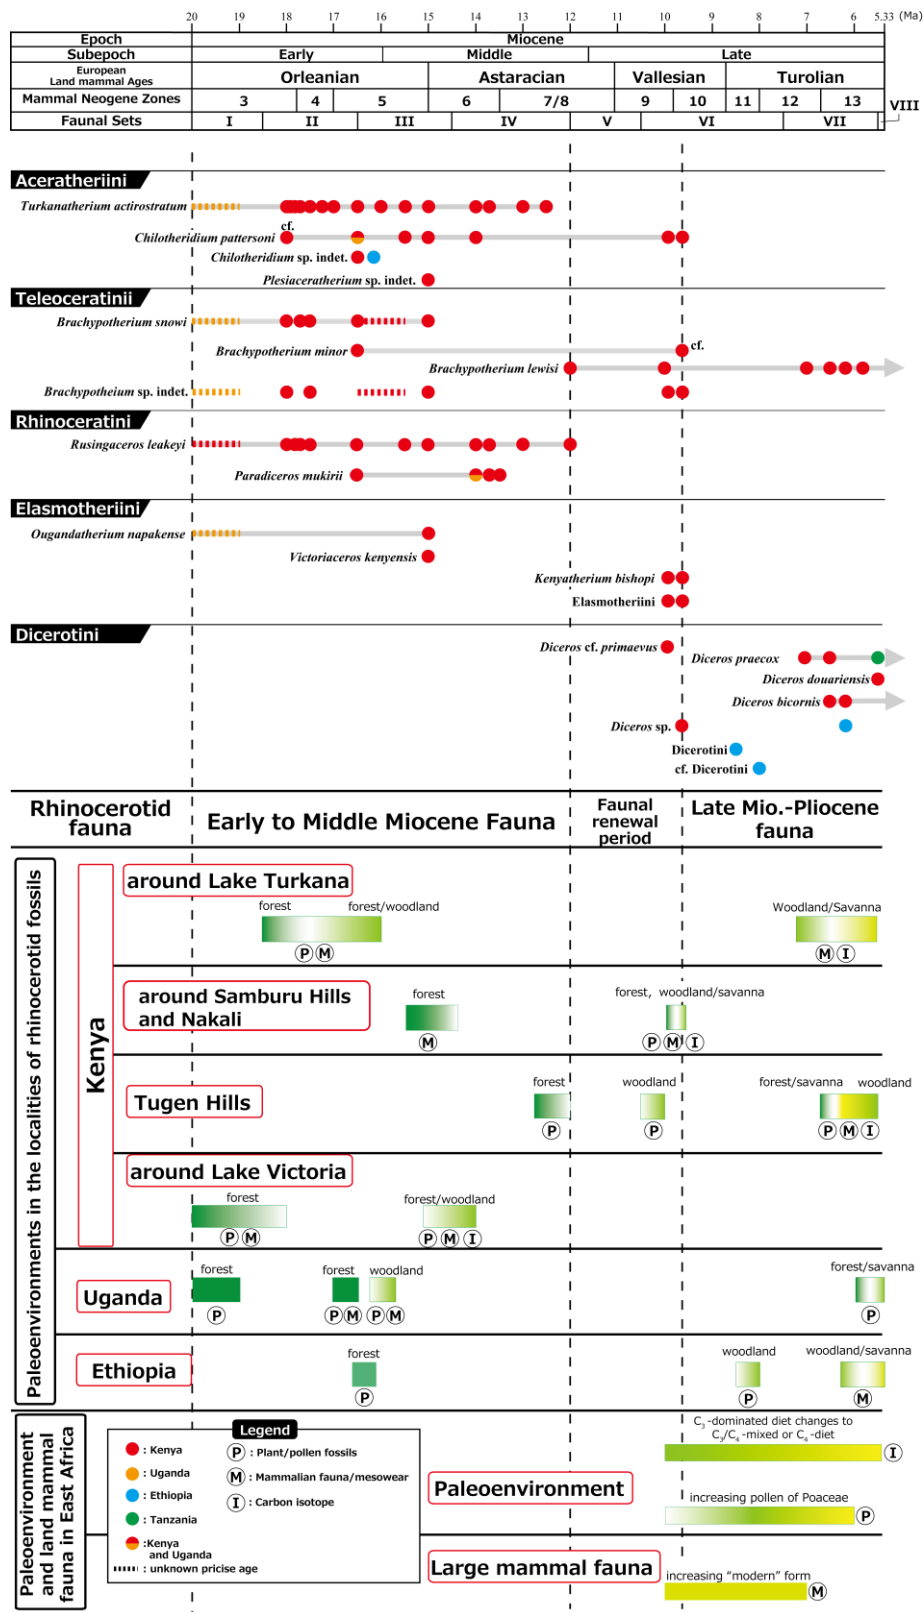 20 19 18 17 16 15 14 13 12 11 10 9 8 7 6 5.33 (Ma)
Epoch Miocene
Subepoch Early Middle Late
European
Land mammal Ages Orleanian Astaracian Vallesian Turolian
Mammal Neogene Zones 3 4 5 6 7/8 9 10 11 12 13 VIII
Faunal Sets I II III IV V VI VII
Aceratheriini
Turkanatherium actirostratum
cf.
Chilotheridium pattersoni
Chilotheridium sp. indet.
Plesiaceratherium sp. indet.
Teleoceratinii
Brachypotherium snowi
Brachypotherium minor cf.
Brachypotherium lewisi
Brachypotheium sp. indet.
Rhinoceratini
Rusingaceros leakeyi
Paradiceros mukirii
Elasmotheriini
Ougandatherium napakense
Victoriaceros kenyensis
Kenyatherium bishopi
Elasmotheriini
Dicerotini
Diceros cf. primaevus
Diceros praecox
Diceros douariensis
Diceros bicornis
Diceros sp.
Dicerotini
cf. Dicerotini
Rhinocerotid
fauna
Early to Middle Miocene Fauna
Faunal
renewal
period
Late Mio.-Pliocene
fauna
Paleoenvironments in the localities of rhinocerotid fossils
Kenya
around Lake Turkana
forest forest/woodland Woodland/Savanna
P M M I
around Samburu Hills
and Nakali
forest forest, woodland/savanna
M P M I
Tugen Hills
forest woodland forest/savanna woodland
P P P M I
around Lake Victoria
forest forest/woodland
P M P M I
Uganda
forest forest woodland forest/savanna
P P M P M P
Ethiopia
forest woodland woodland/savanna
P P M
Paleoenvironment
and land mammal
fauna in East Africa
Legend
: Kenya
: Uganda
: Ethiopia
: Tanzania
:Kenya
and Uganda
: unknown pricise age
P : Plant/pollen fossils
M : Mammalian fauna/mesowear
I : Carbon isotope
Paleoenvironment
C3-dominated diet changes to
C3/C4-mixed or C4-diet
I
increasing pollen of Poaceae
P
Large mammal fauna
increasing “modern” form
M